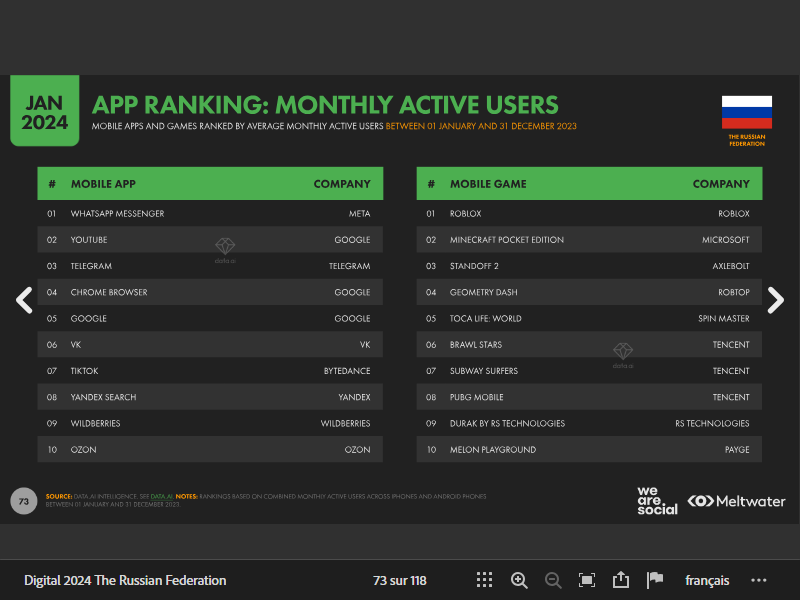 JAN
2024
APP RANKING: MONTHLY ACTIVE USERS
MOBILE APPS AND GAMES RANKED BY AVERAGE MONTHLY ACTIVE USERS BETWEEN 01 JANUARY AND 31 DECEMBER 2023
THE RUSSIAN
FEDERATION
# MOBILE APP COMPANY
01 WHATSAPP MESSENGER META
02 YOUTUBE GOOGLE
03 TELEGRAM TELEGRAM
04 CHROME BROWSER GOOGLE
05 GOOGLE GOOGLE
06 VK VK
07 TIKTOK BYTEDANCE
08 YANDEX SEARCH YANDEX
09 WILDBERRIES WILDBERRIES
10 OZON OZON
data.ai
# MOBILE GAME COMPANY
01 ROBLOX ROBLOX
02 MINECRAFT POCKET EDITION MICROSOFT
03 STANDOFF 2 AXLEBOLT
04 GEOMETRY DASH ROBTOP
05 TOCA LIFE: WORLD SPIN MASTER
06 BRAWL STARS TENCENT
07 SUBWAY SURFERS TENCENT
08 PUBG MOBILE TENCENT
09 DURAK BY RS TECHNOLOGIES RS TECHNOLOGIES
10 MELON PLAYGROUND PAYGE
data.ai
73
SOURCE: DATA.AI INTELLIGENCE. SEE DATA.AI. NOTES: RANKINGS BASED ON COMBINED MONTHLY ACTIVE USERS ACROSS IPHONES AND ANDROID PHONES
BETWEEN 01 JANUARY AND 31 DECEMBER 2023.
we
are.
social
Meltwater
Digital 2024 The Russian Federation
73 sur 118
français